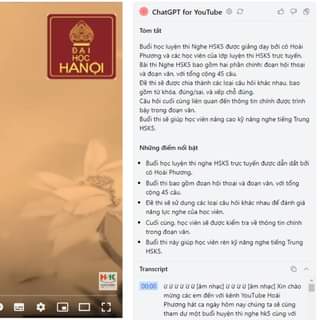 ĐẠI
HỌC
HANOI
ChatGPT for YouTube
Tóm tắt
Buổi học luyện thi Nghe HSK5 được giảng dạy bởi cô Hoài
Phương và các học viên của lớp luyện thi HSK5 trực tuyến.
Bài thi Nghe HSK5 bao gồm hai phần chính: đoạn hội thoại
và đoạn văn, với tổng cộng 45 câu.
Đề thi sẽ được chia thành các loại câu hỏi khác nhau, bao
gồm từ khóa, đúng/sai, và xếp chỗ đúng.
Câu hỏi cuối cùng liên quan đến thông tin chính được trình
bày trong đoạn văn.
Buổi thi sẽ giúp học viên nâng cao kỹ năng nghe tiếng Trung
HSK5.
Những điểm nổi bật
Buổi học luyện thi nghe HSK5 trực tuyến được dẫn dắt bởi
cô Hoài Phương.
Buổi thi bao gồm đoạn hội thoại và đoạn văn, với tổng
cộng 45 câu.
Đề thi sẽ sử dụng các loại câu hỏi khác nhau để đánh giá
năng lực nghe của học viên.
Cuối cùng, học viên sẽ được kiểm tra về thông tin chính
trong đoạn văn.
Buổi thi này giúp học viên rèn kỹ năng nghe tiếng Trung
HSK5.
Transcript
00:00 ừ ừ ừ ừ ừ [âm nhạc] ừ ừ ừ ừ [âm nhạc] Xin chào
mừng các em đến với kênh YouTube Hoài
Phương hát ca ngày hôm nay chúng ta sẽ cùng
tham dự một buổi huyện thi nghe hk5 cùng với